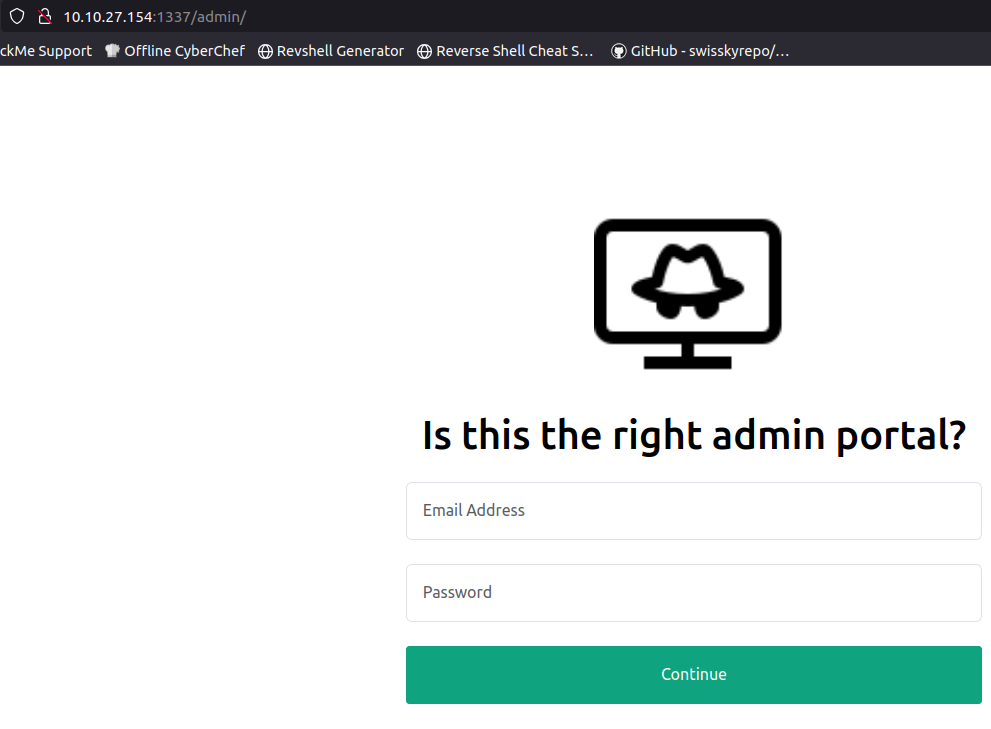 10.10.27.154:1337/admin/
ckMe Support Offline CyberChef Revshell Generator Reverse Shell Cheat S... GitHub - swisskyrepo/...
Is this the right admin portal?
Email Address
Password
Continue